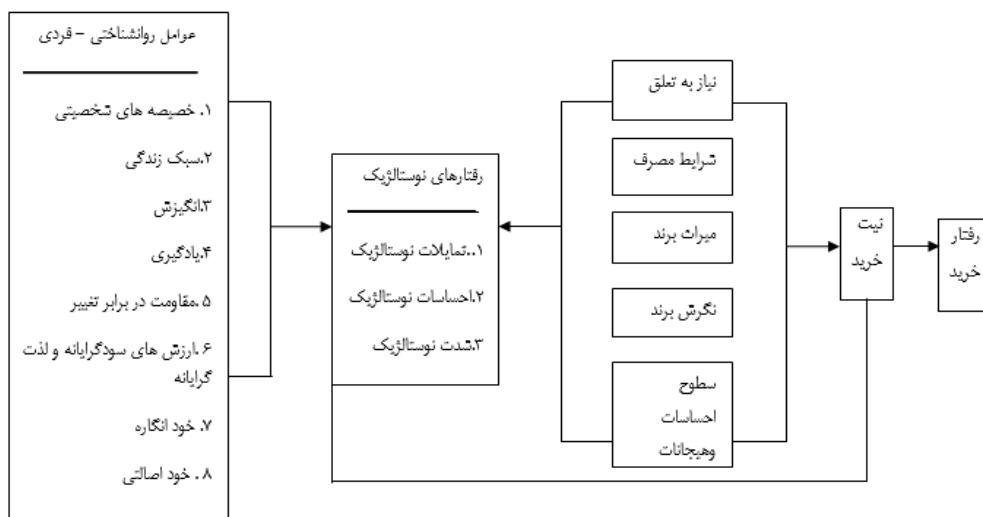 عوامل روانشناختی – فردی
۱. خصیصه های شخصیتی
۲.سبک زندگی
۳.انگیزش
۴.یادگیری
۵.مقاومت در برابر تغییر
۶.ارزش های سودگرایانه و لذت
گرایانه
۷. خود انگاره
۸. خود اصالتی
رفتارهای نوستالژیک
۱..تمایلات نوستالژیک
۲.احساسات نوستالژیک
۳.شدت نوستالژیک
نیاز به تعلق
شرایط مصرف
میراث برند
نگرش برند
سطوح
احساسات
وهیجانات
نیت
خرید
رفتار
خرید